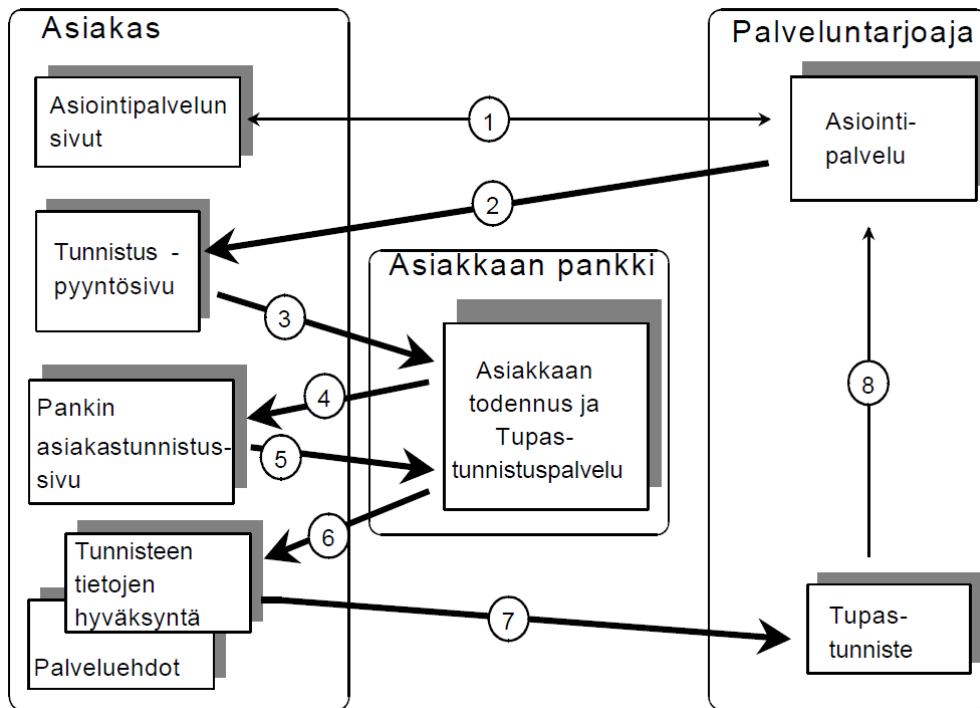 Asiakas
Palveluntarjoaja
Asiointipalvelun
sivut
1
Asiointi-
palvelu
2
Tunnistus -
pyyntösivu
Asiakkaan pankki
3
Asiakkaan
todennus ja
Tupas-
tunnistuspalvelu
4
8
Pankin
asiakastunnistus-
sivu
5
6
Tunnisteen
tietojen
hyväksyntä
7
Tupas-
tunniste
Palveluehdot